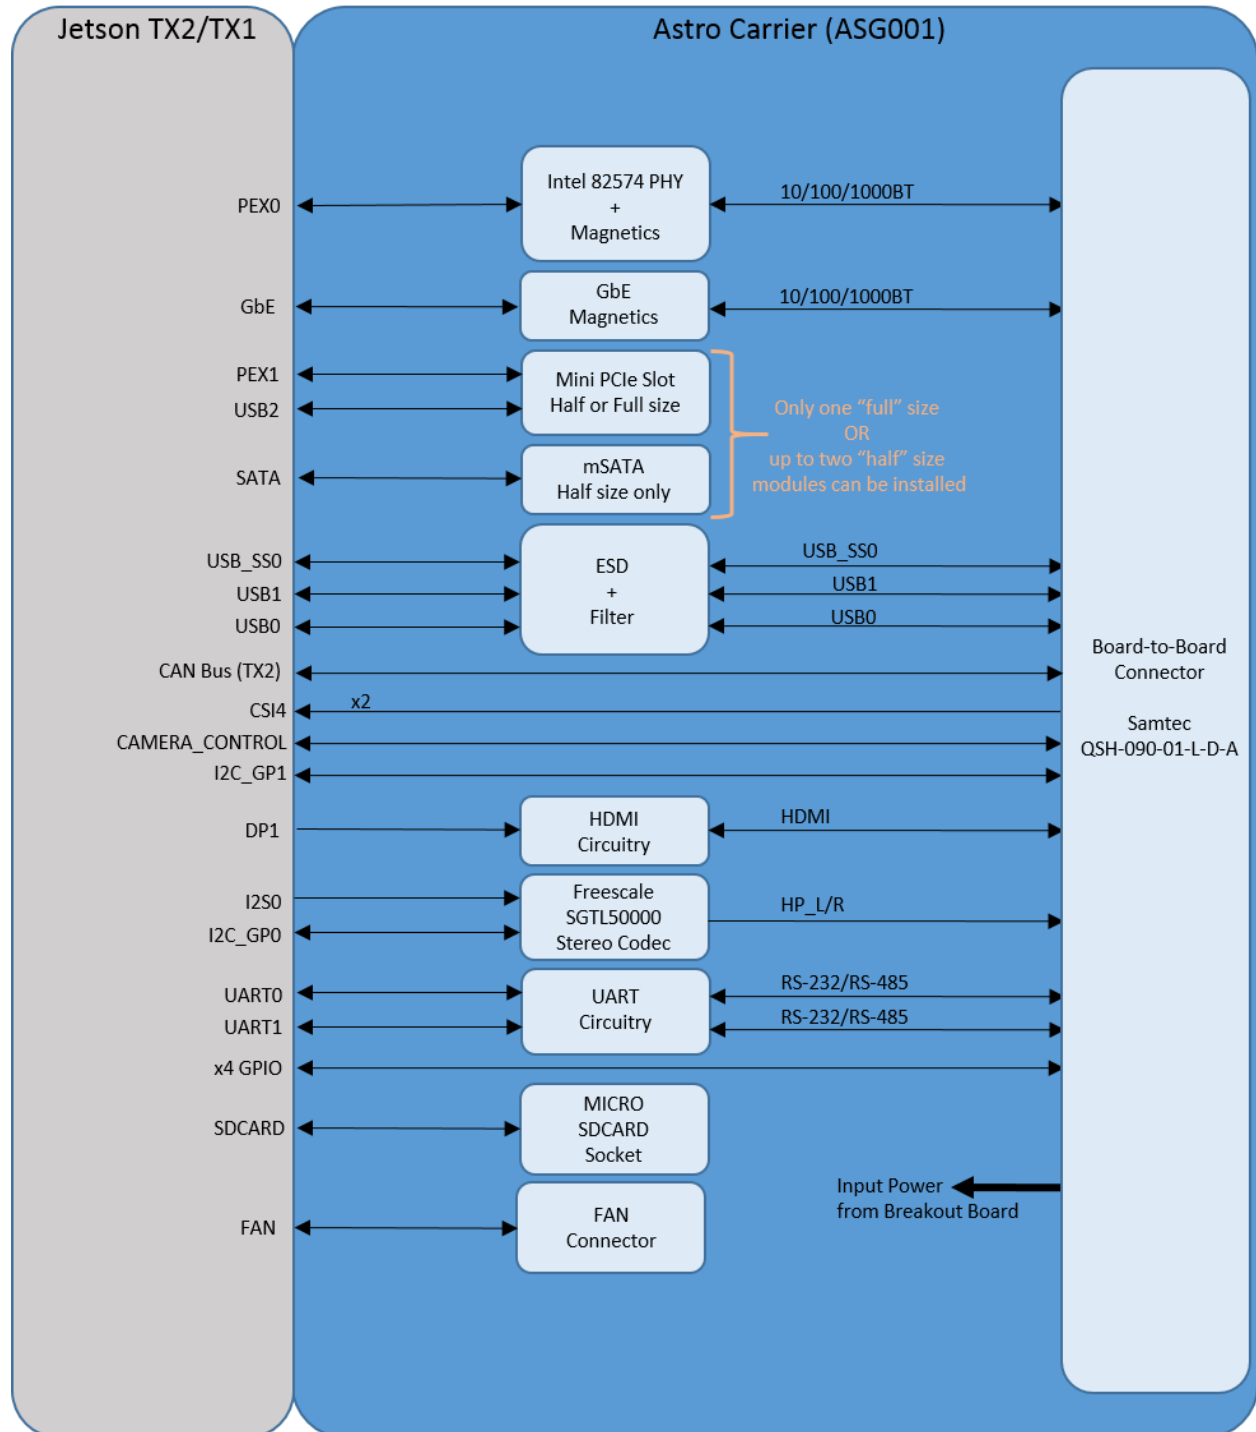 Jetson TX2/TX1
Astro Carrier (ASG001)
PEX0
Intel 82574 PHY
+
Magnetics
10/100/1000BT
GbE
GbE
Magnetics
10/100/1000BT
PEX1
USB2
Mini PCIe Slot
Half or Full size
SATA
mSATA
Half size only
Only one “full” size
OR
up to two “half” size
modules can be installed
USB_SS0
USB1
USB0
ESD
+
Filter
USB_SS0
USB1
USB0
CAN Bus (TX2)
CSI4
x2
CAMERA_CONTROL
I2C_GP1
Board-to-Board
Connector
Samtec
QSH-090-01-L-D-A
DP1
HDMI
Circuitry
HDMI
I2S0
I2C_GP0
Freescale
SGTL50000
Stereo Codec
HP_L/R
UART0
UART1
UART
Circuitry
RS-232/RS-485
RS-232/RS-485
x4 GPIO
SDCARD
MICRO
SDCARD
Socket
Input Power
from Breakout Board
FAN
FAN
Connector